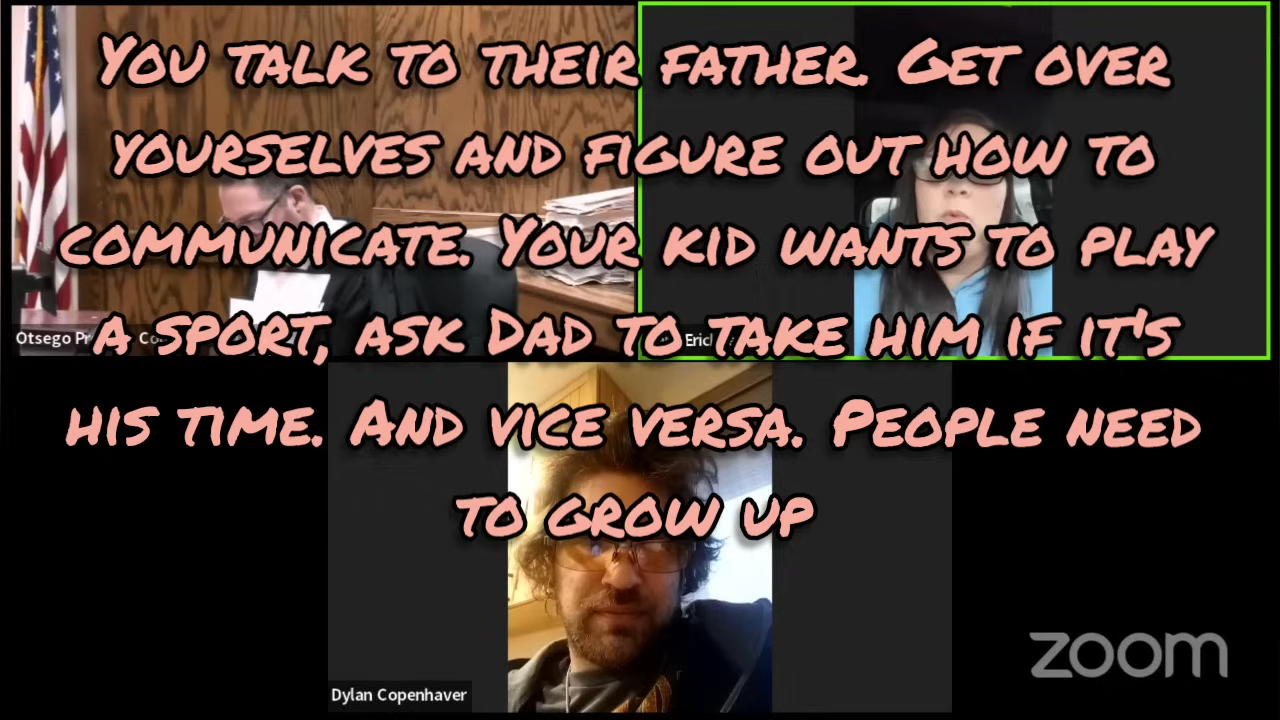 You talk to their father. Get over
yourselves and figure out how to
communicate. Your kid wants to play
a sport, ask Dad to take him if it's
his time. And vice versa. People need
to grow up
Otsego
Dylan Copenhaver
zoom